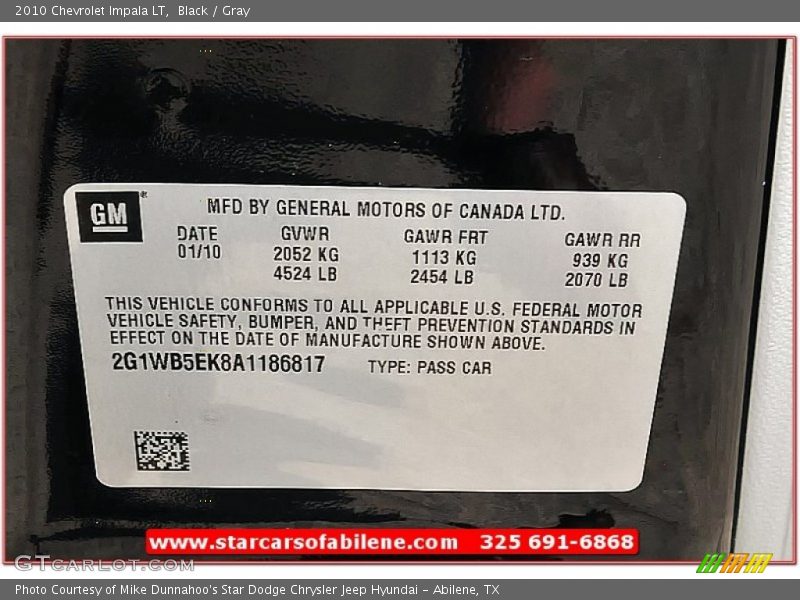 2010 Chevrolet Impala LT, Black / Gray
GM
MFD BY GENERAL MOTORS OF CANADA LTD.
DATE GVWR GAWR FRT GAWR RR
01/10 2052 KG 1113 KG 939 KG
4524 LB 2454 LB 2070 LB
THIS VEHICLE CONFORMS TO ALL APPLICABLE U.S. FEDERAL MOTOR
VEHICLE SAFETY, BUMPER, AND THEFT PREVENTION STANDARDS IN
EFFECT ON THE DATE OF MANUFACTURE SHOWN ABOVE.
2G1WB5EK8A1186817 TYPE: PASS CAR
www.starcarsofabilene.com 325 691-6868
GTcarlot.com
Photo Courtesy of Mike Dunnahoo's Star Dodge Chrysler Jeep Hyundai - Abilene, TX